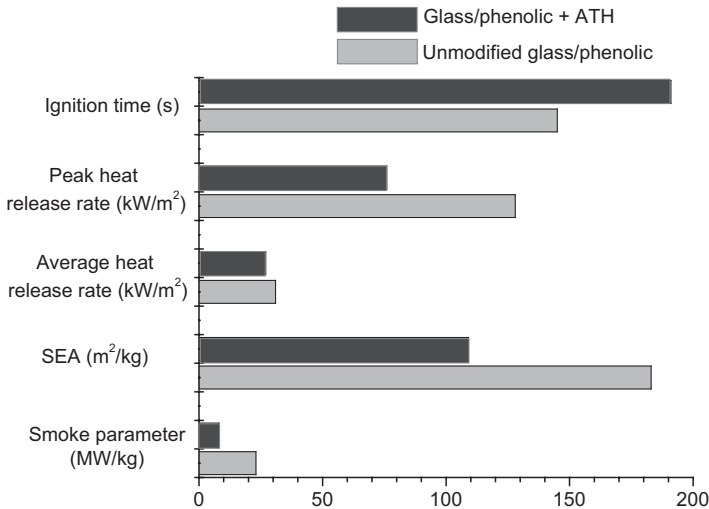 Glass/phenolic + ATH
Unmodified glass/phenolic
Ignition time (s)
Peak heat
release rate (kW/m²)
Average heat
release rate (kW/m²)
SEA (m²/kg)
Smoke parameter
(MW/kg)
0 50 100 150 200